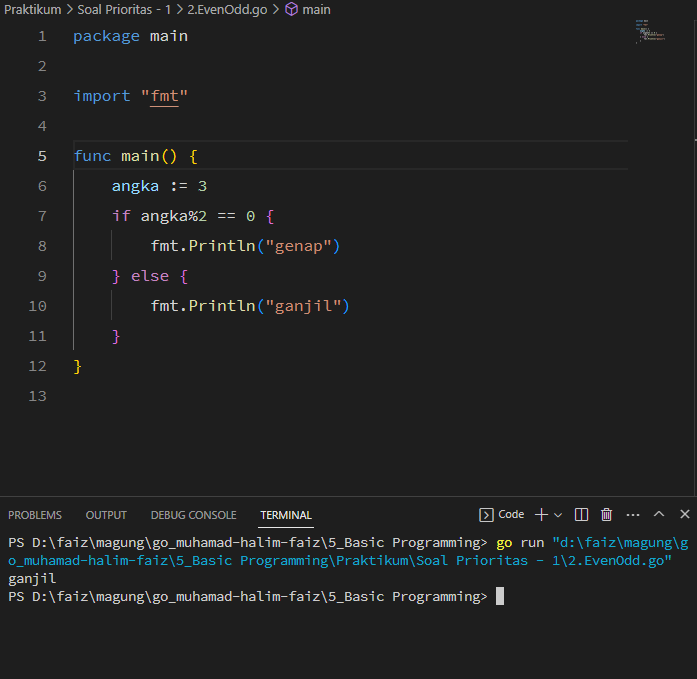 Praktikum > Soal Prioritas - 1 > 2.EvenOdd.go > main
1 package main
2
3 import "fmt"
4
5 func main() {
6 angka := 3
7 if angka%2 == 0 {
8 fmt.Println("genap")
9 } else {
10 fmt.Println("ganjil")
11 }
12 }
13
PROBLEMS OUTPUT DEBUG CONSOLE TERMINAL Code
PS D:\faiz\magung\go_muhamad-halim-faiz\5_Basic Programming> go run "d:\faiz\magung\g
o_muhamad-halim-faiz\5_Basic Programming\Praktikum\Soal Prioritas - 1\2.EvenOdd.go"
ganjil
PS D:\faiz\magung\go_muhamad-halim-faiz\5_Basic Programming>